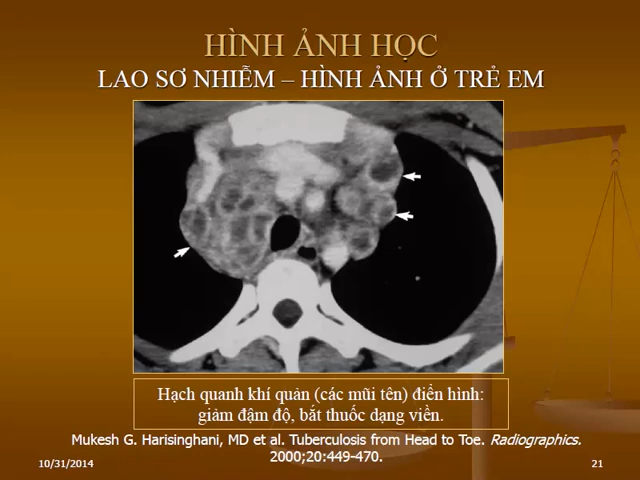 HÌNH ẢNH HỌC
LAO SƠ NHIỄM – HÌNH ẢNH Ở TRẺ EM
Hạch quanh khí quản (các mũi tên) điển hình:
giảm đậm độ, bắt thuốc dạng viền.
Mukesh G. Harisinghani, MD et al. Tuberculosis from Head to Toe. Radiographics.
2000;20:449-470.
10/31/2014
21